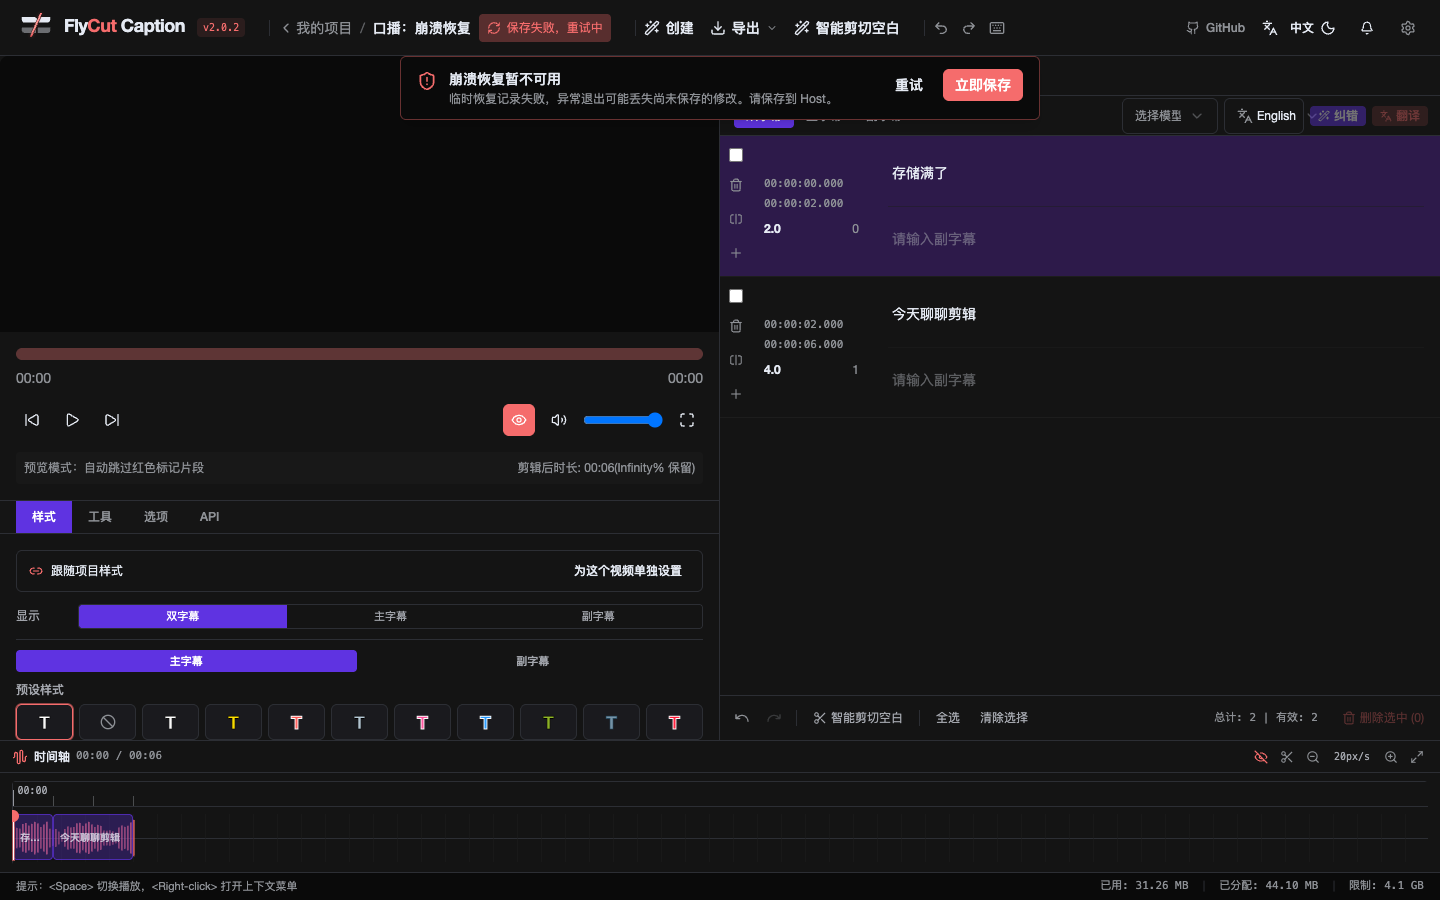 FlyCut Caption v2.0.2 我的项目 / 口播：崩溃恢复 保存失败，重试中 创建 导出 智能剪切空白 GitHub 中文
崩溃恢复暂不可用
临时恢复记录失败，异常退出可能丢失尚未保存的修改。请保存到 Host。
重试 立即保存
选择模型 English 纠错 翻译
00:00:00.000
00:00:02.000
2.0 0
存储满了
请输入副字幕
00:00:02.000
00:00:06.000
4.0 1
今天聊聊剪辑
请输入副字幕
00:00 00:00
预览模式：自动跳过红色标记片段 剪辑后时长: 00:06(Infinity% 保留)
样式 工具 选项 API
跟随项目样式 为这个视频单独设置
显示 双字幕 主字幕 副字幕
主字幕 副字幕
预设样式
T T T T T T T T T T
智能剪切空白 全选 清除选择 总计: 2 | 有效: 2 删除选中 (0)
时间轴 00:00 / 00:06 20px/s
00:00
存... 今天聊聊剪辑
提示：<Space> 切换播放，<Right-click> 打开上下文菜单 已用: 31.26 MB 已分配: 44.10 MB 限制: 4.1 GB